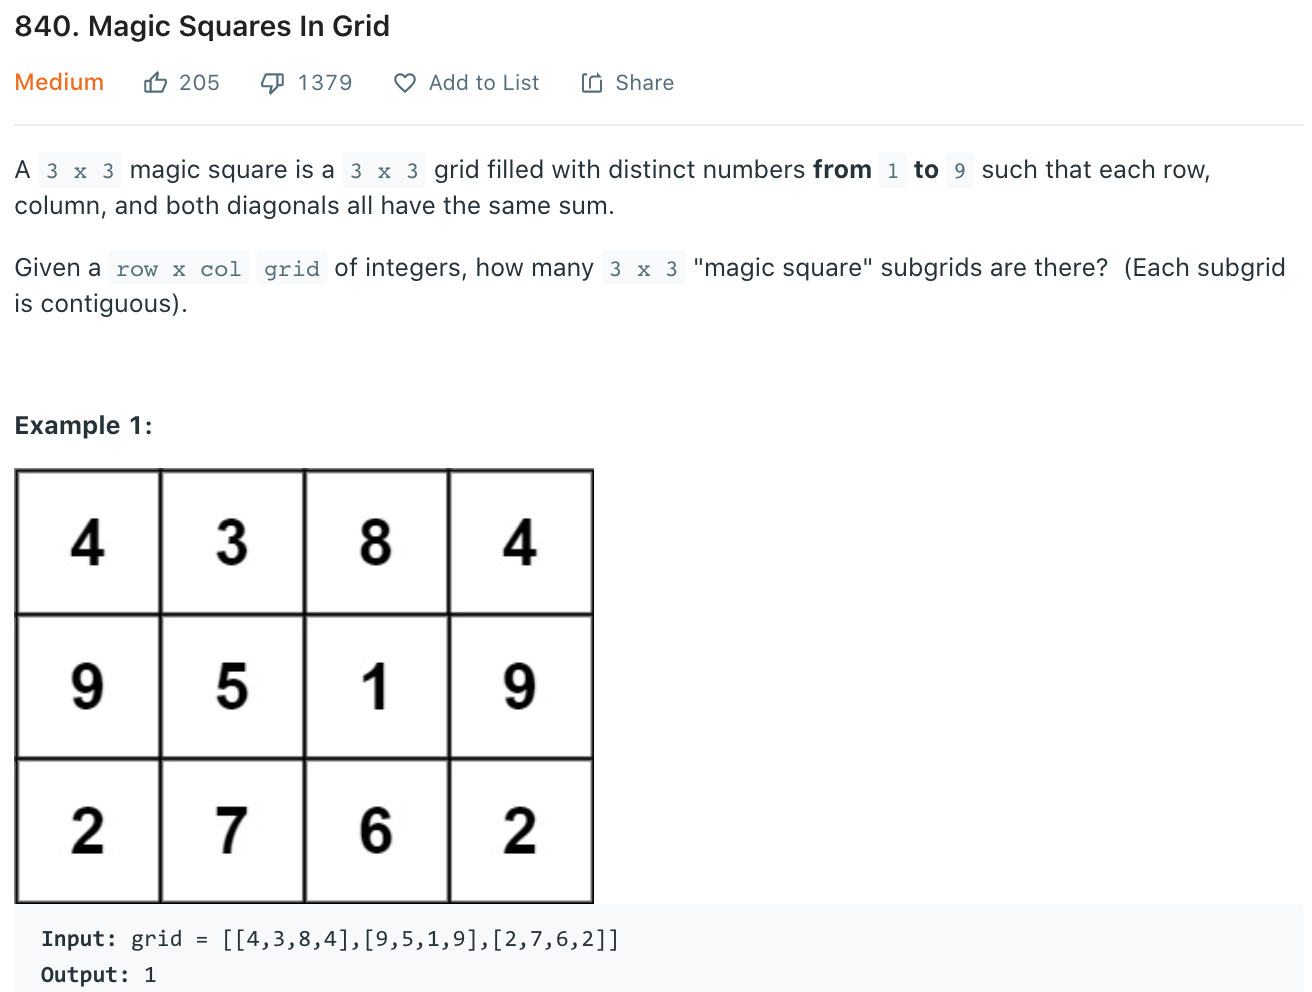 840. Magic Squares In Grid
Medium 205 1379 Add to List Share
A 3 x 3 magic square is a 3 x 3 grid filled with distinct numbers from 1 to 9 such that each row,
column, and both diagonals all have the same sum.
Given a row x col grid of integers, how many 3 x 3 "magic square" subgrids are there?  (Each subgrid
is contiguous).
Example 1:
4 3 8 4
9 5 1 9
2 7 6 2
Input: grid = [[4,3,8,4],[9,5,1,9],[2,7,6,2]]
Output: 1